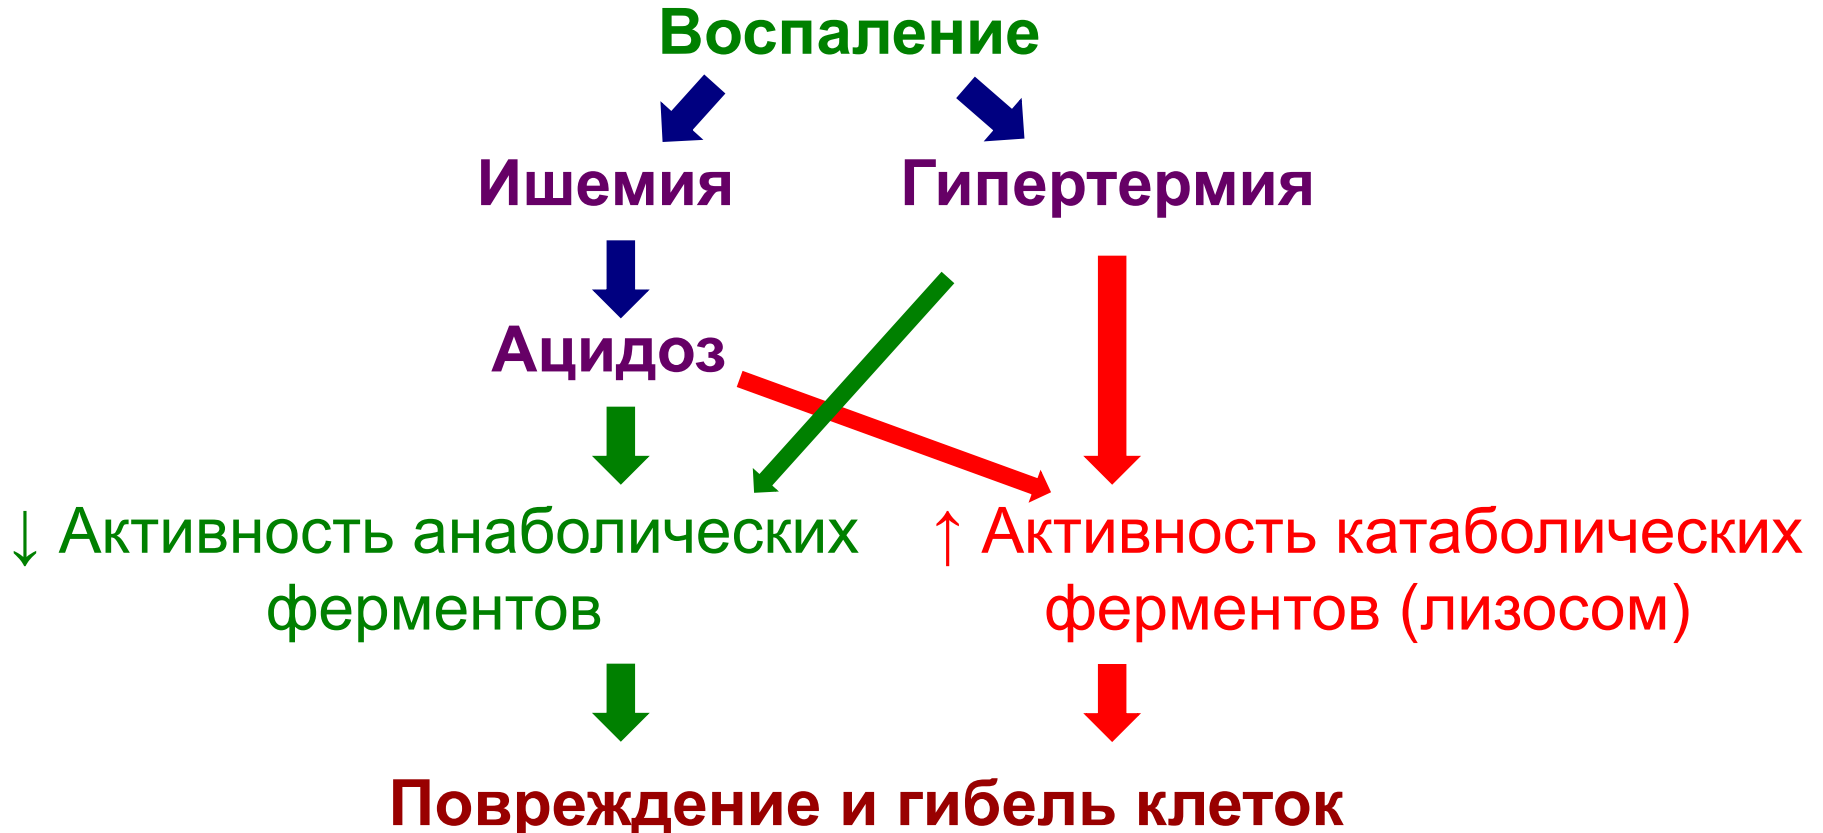 Воспаление
Ишемия
Гипертермия
Ацидоз
↓ Активность анаболических
ферментов
↑ Активность катаболических
ферментов (лизосом)
Повреждение и гибель клеток